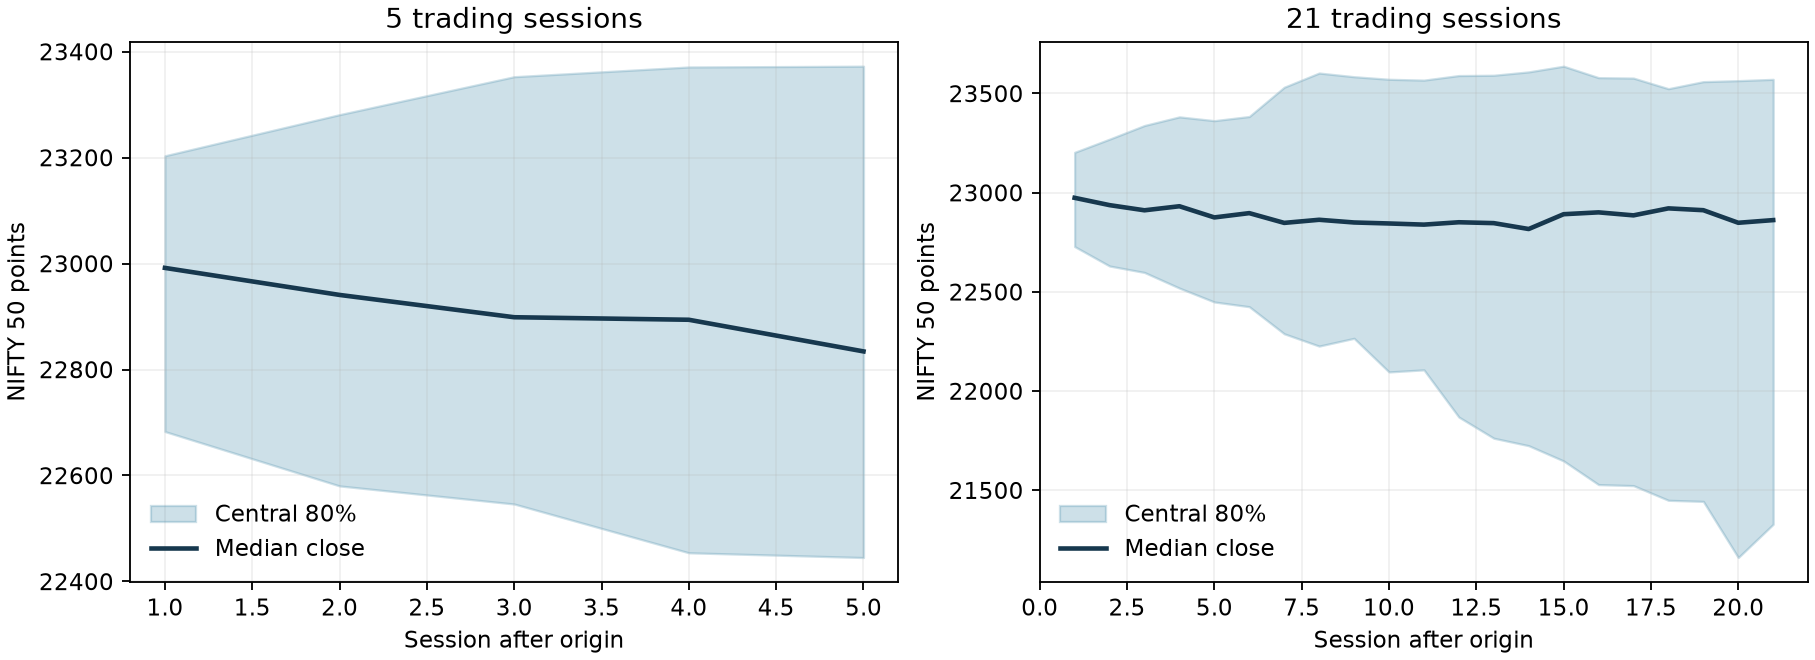 5 trading sessions
NIFTY 50 points
23400
23200
23000
22800
22600
22400
Central 80%
Median close
1.0 1.5 2.0 2.5 3.0 3.5 4.0 4.5 5.0
Session after origin
21 trading sessions
NIFTY 50 points
23500
23000
22500
22000
21500
Central 80%
Median close
0.0 2.5 5.0 7.5 10.0 12.5 15.0 17.5 20.0
Session after origin